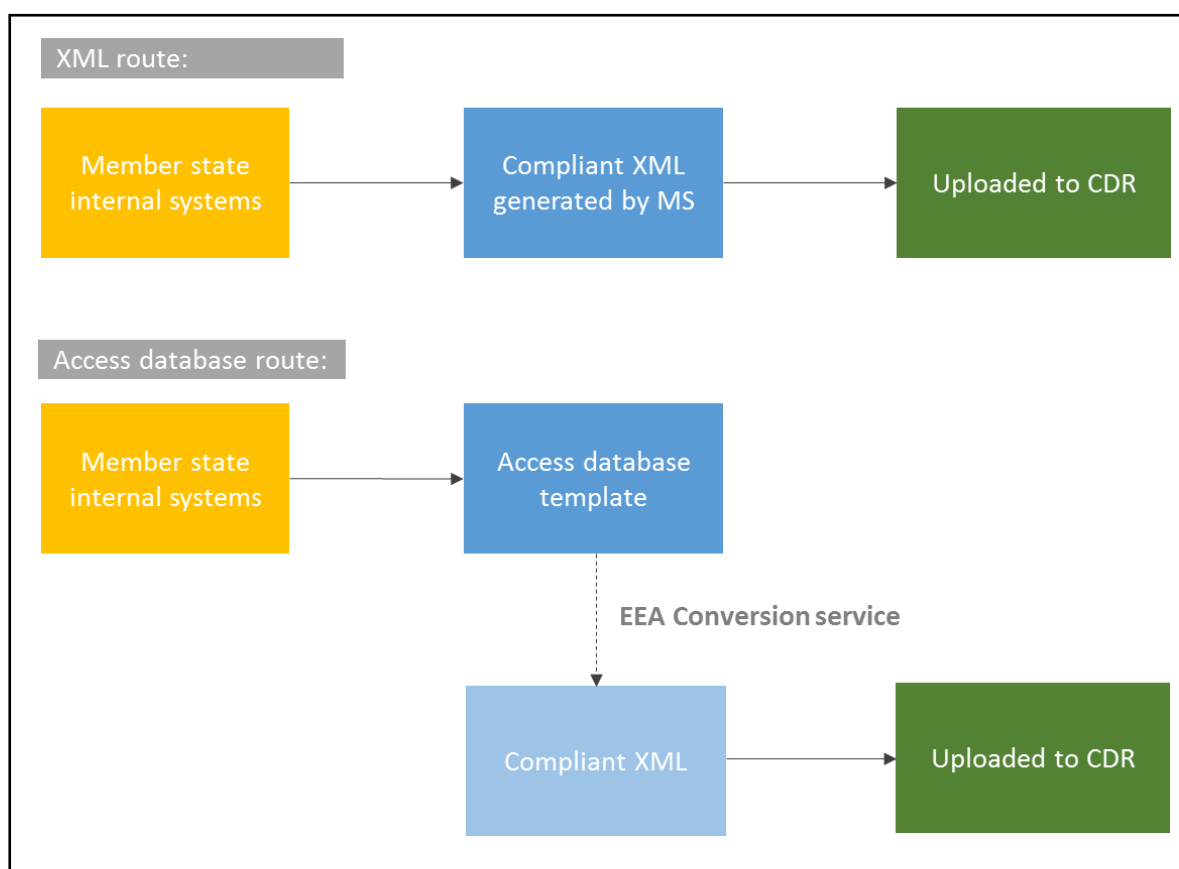 XML route:
Member state
internal systems
Compliant XML
generated by MS
Uploaded to CDR
Access database route:
Member state
internal systems
Access database
template
EEA Conversion service
Compliant XML
Uploaded to CDR